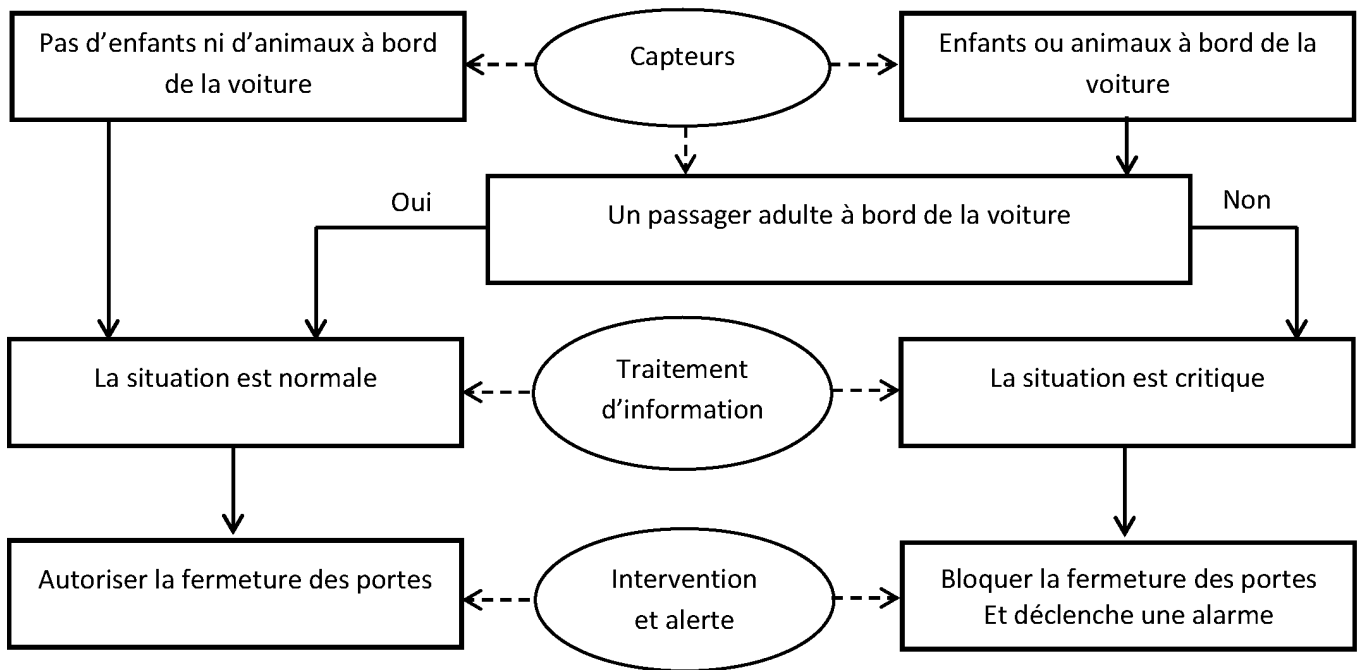 Pas d’enfants ni d’animaux à bord
de la voiture
Capteurs
Enfants ou animaux à bord de la
voiture
Oui
Un passager adulte à bord de la voiture
Non
La situation est normale
Traitement
d’information
La situation est critique
Autoriser la fermeture des portes
Intervention
et alerte
Bloquer la fermeture des portes
Et déclenche une alarme